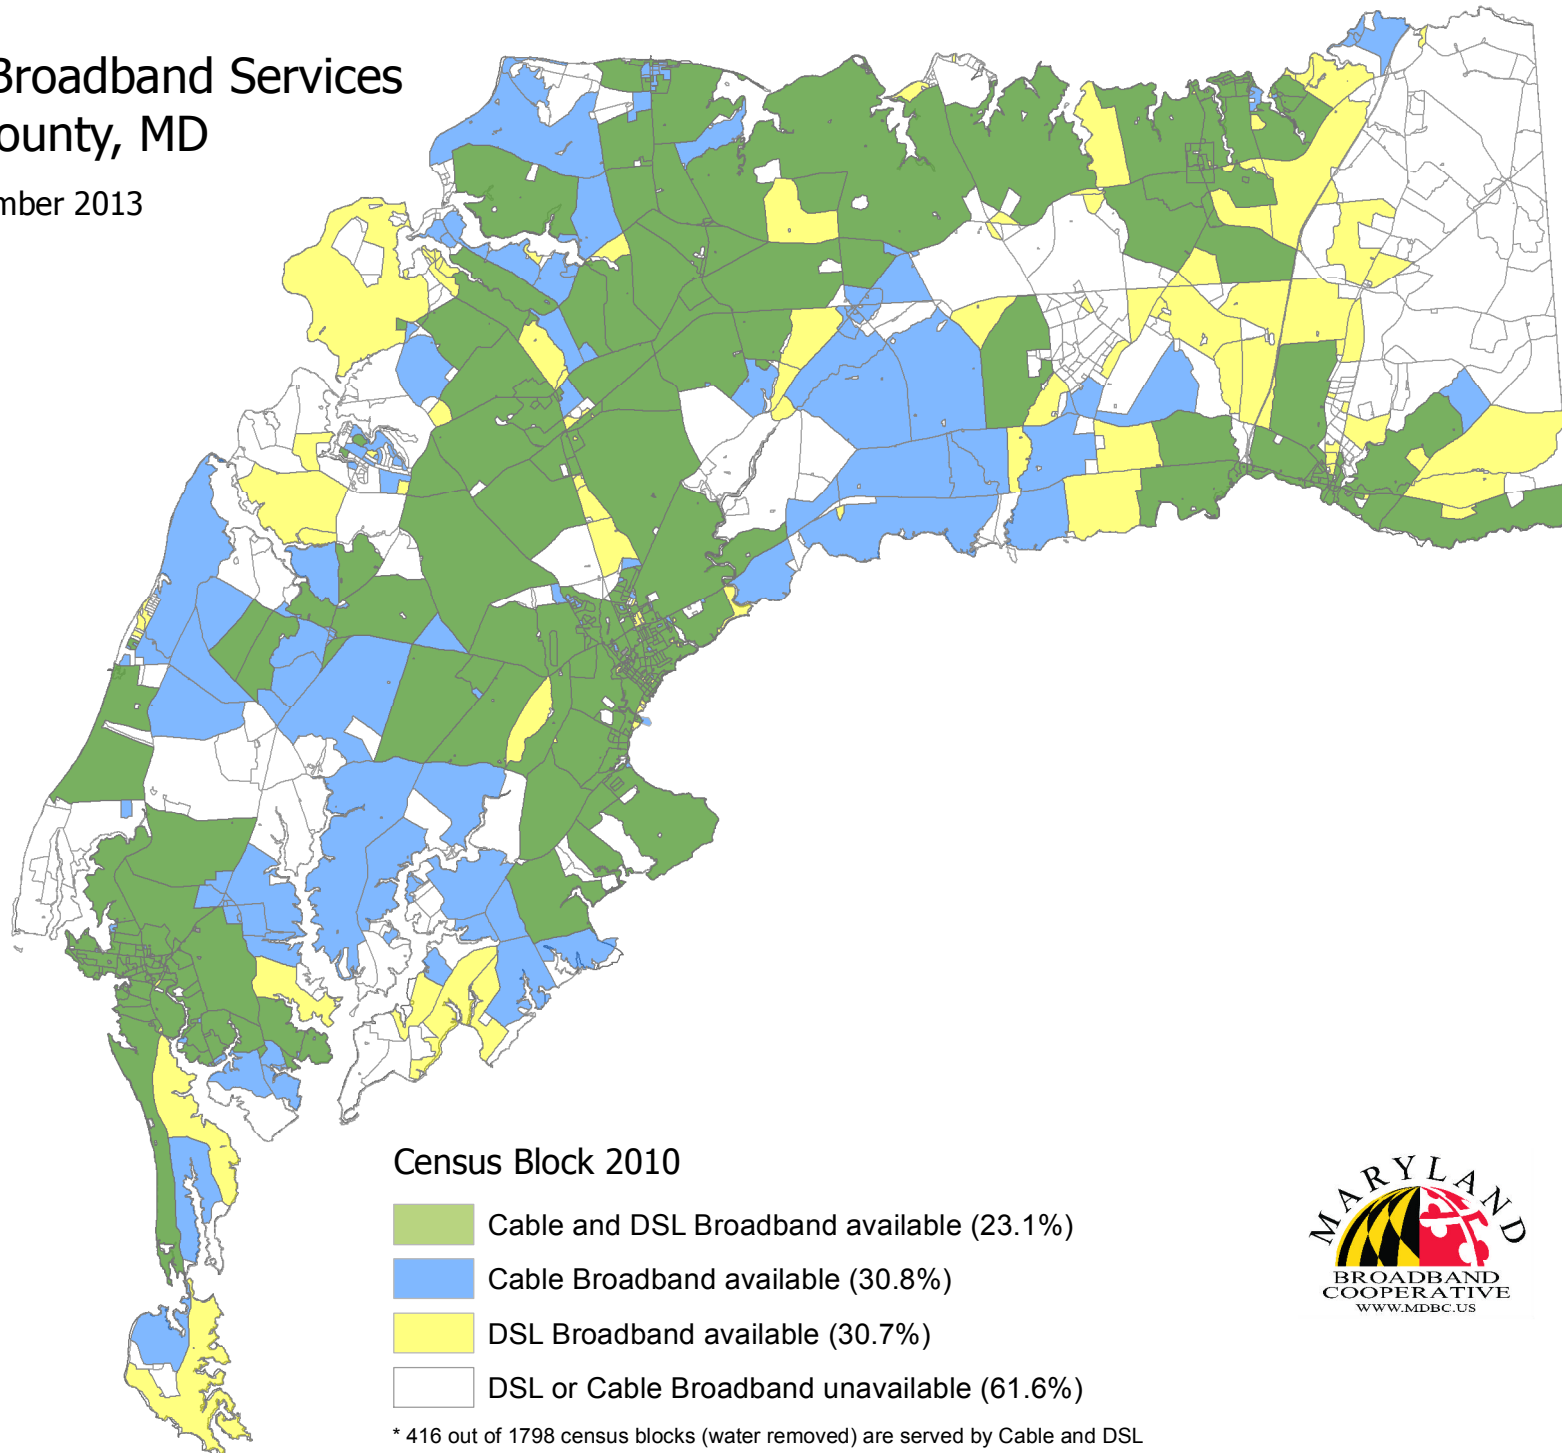 Broadband Services
ounty, MD
mber 2013
Census Block 2010
Cable and DSL Broadband available (23.1%)
Cable Broadband available (30.8%)
DSL Broadband available (30.7%)
DSL or Cable Broadband unavailable (61.6%)
* 416 out of 1798 census blocks (water removed) are served by Cable and DSL
MARYLAND
BROADBAND
COOPERATIVE
WWW.MDBC.US